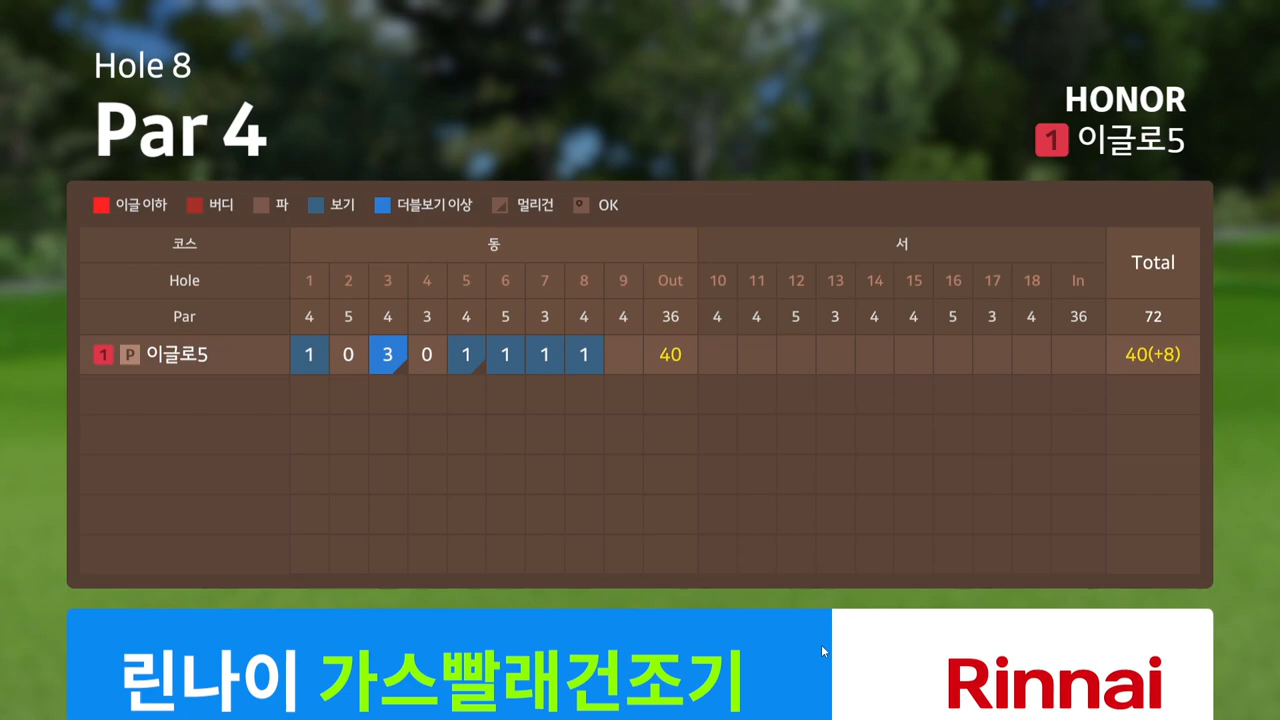 Hole 8
Par 4
HONOR
1 이글로5
이글 이하 버디 파 보기 더블보기 이상 멀리건 OK
코스 동 서 Total
Hole 1 2 3 4 5 6 7 8 9 Out 10 11 12 13 14 15 16 17 18 In
Par 4 5 4 3 4 5 3 4 4 36 4 4 5 3 4 4 5 3 4 36 72
1 P 이글로5 1 0 3 0 1 1 1 1 40 40(+8)
린나이 가스빨래건조기
Rinnai